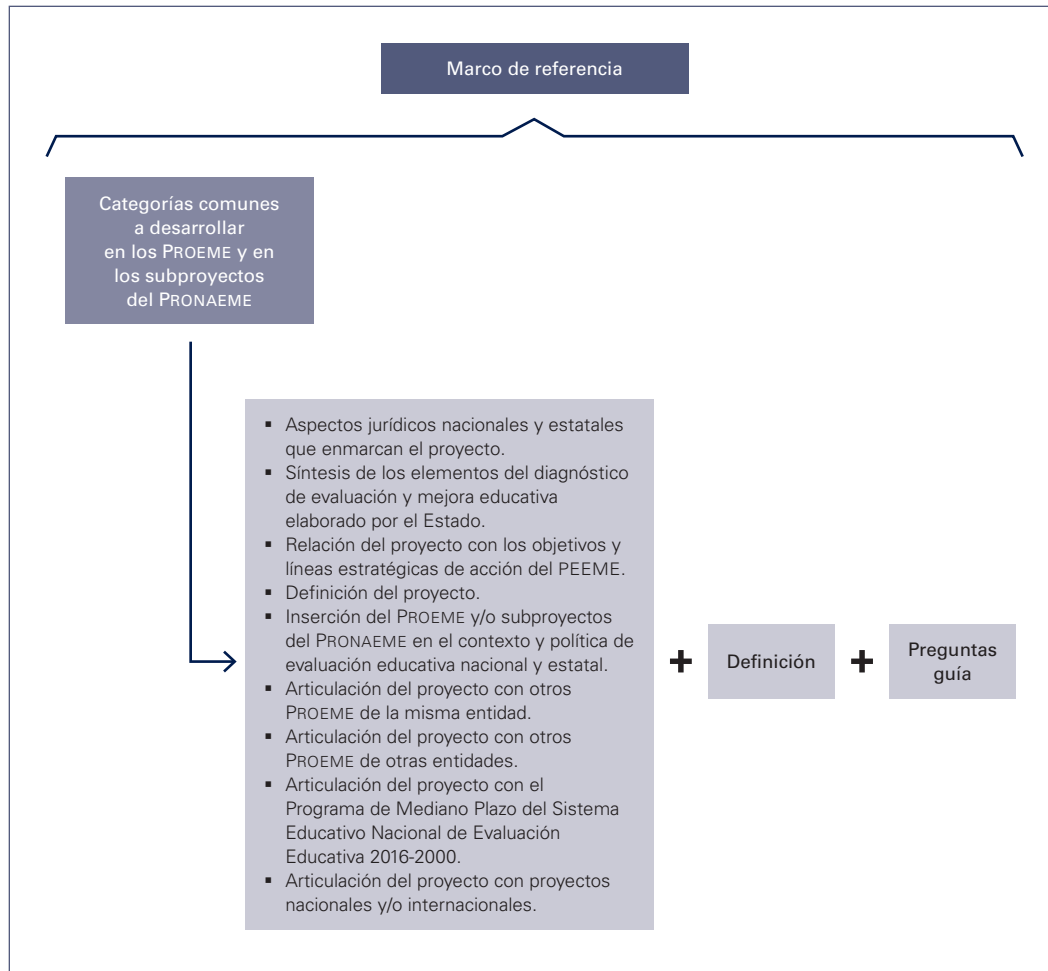 Marco de referencia
Categorías comunes
a desarrollar
en los PROEME y en
los subproyectos
del PRONAEME
▪ Aspectos jurídicos nacionales y estatales
que enmarcan el proyecto.
▪ Síntesis de los elementos del diagnóstico
de evaluación y mejora educativa
elaborado por el Estado.
▪ Relación del proyecto con los objetivos y
líneas estratégicas de acción del PEEME.
▪ Definición del proyecto.
▪ Inserción del PROEME y/o subproyectos
del PRONAEME en el contexto y política de
evaluación educativa nacional y estatal.
▪ Articulación del proyecto con otros
PROEME de la misma entidad.
▪ Articulación del proyecto con otros
PROEME de otras entidades.
▪ Articulación del proyecto con el
Programa de Mediano Plazo del Sistema
Educativo Nacional de Evaluación
Educativa 2016-2000.
▪ Articulación del proyecto con proyectos
nacionales y/o internacionales.
+
Definición
+
Preguntas
guía